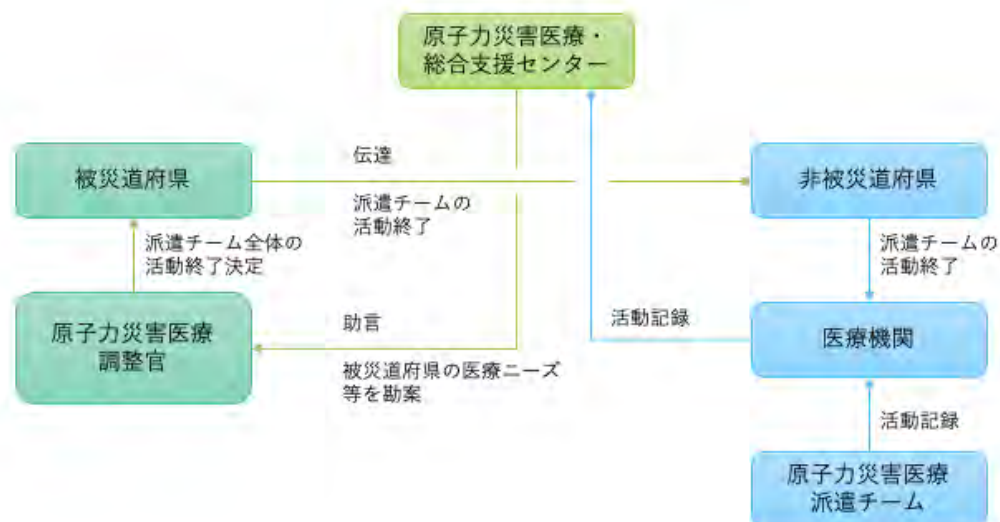 原子力災害医療・
総合支援センター
被災道府県
伝達
派遣チームの
活動終了
非被災道府県
派遣チーム全体の
活動終了決定
派遣チームの
活動終了
原子力災害医療
調整官
助言
被災道府県の医療ニーズ
等を勘案
活動記録
医療機関
活動記録
原子力災害医療
派遣チーム